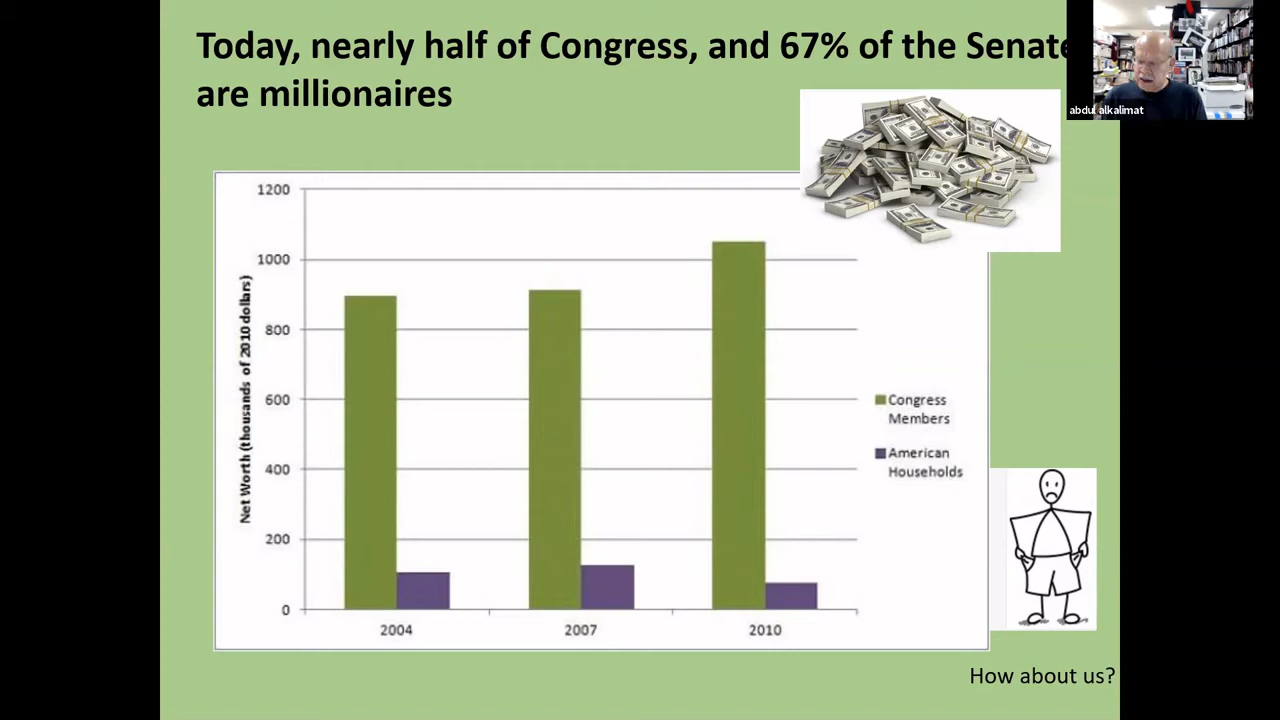 Today, nearly half of Congress, and 67% of the Senate
are millionaires
abdul alkalimat
1200
1000
800
600
400
200
0
Net Worth (thousands of 2010 dollars)
2004
2007
2010
Congress
Members
American
Households
How about us?